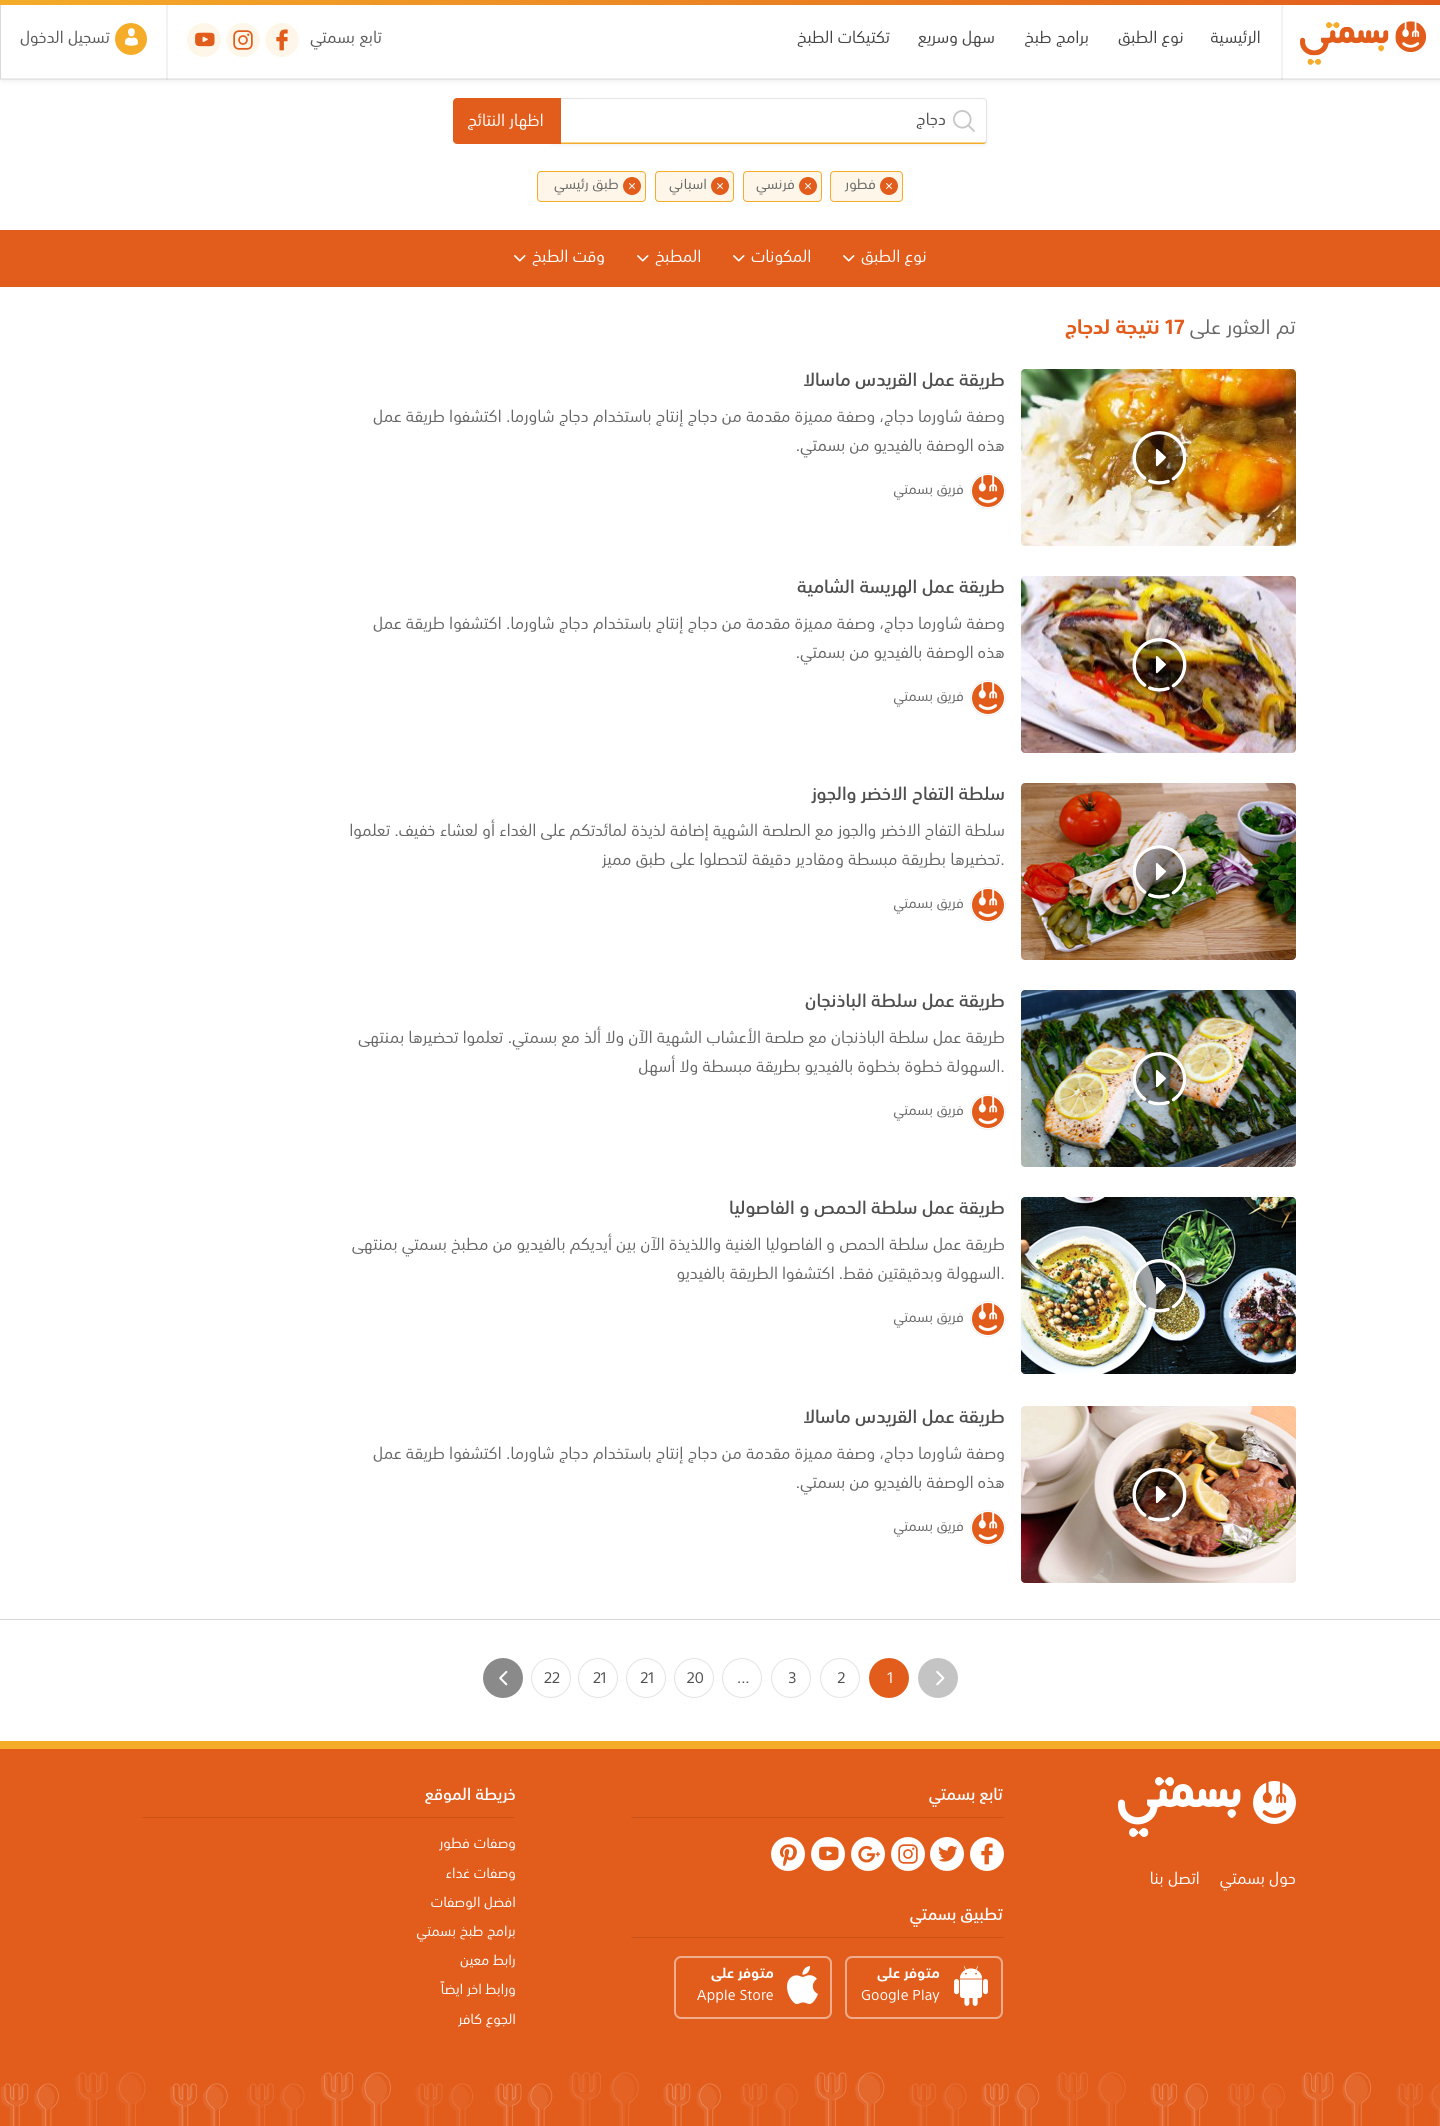 بسمتي
الرئيسية
نوع الطبق
برامج طبخ
سهل وسريع
تكتيكات الطبخ
تابع بسمتي
تسجيل الدخول
دجاج
اظهار النتائج
فطور
فرنسي
اسباني
طبق رئيسي
نوع الطبق
المكونات
المطبخ
وقت الطبخ
تم العثور على 17 نتيجة لدجاج
طريقة عمل القريدس ماسالا
وصفة شاورما دجاج، وصفة مميزة مقدمة من دجاج إنتاج باستخدام دجاج شاورما. اكتشفوا طريقة عمل
هذه الوصفة بالفيديو من بسمتي.
فريق بسمتي
طريقة عمل الهريسة الشامية
وصفة شاورما دجاج، وصفة مميزة مقدمة من دجاج إنتاج باستخدام دجاج شاورما. اكتشفوا طريقة عمل
هذه الوصفة بالفيديو من بسمتي.
فريق بسمتي
سلطة التفاح الاخضر والجوز
سلطة التفاح الاخضر والجوز مع الصلصة الشهية إضافة لذيذة لمائدتكم على الغداء أو لعشاء خفيف. تعلموا
.تحضيرها بطريقة مبسطة ومقادير دقيقة لتحصلوا على طبق مميز
فريق بسمتي
طريقة عمل سلطة الباذنجان
طريقة عمل سلطة الباذنجان مع صلصة الأعشاب الشهية الآن ولا ألذ مع بسمتي. تعلموا تحضيرها بمنتهى
.السهولة خطوة بخطوة بالفيديو بطريقة مبسطة ولا أسهل
فريق بسمتي
طريقة عمل سلطة الحمص و الفاصوليا
طريقة عمل سلطة الحمص و الفاصوليا الغنية واللذيذة الآن بين أيديكم بالفيديو من مطبخ بسمتي بمنتهى
.السهولة وبدقيقتين فقط. اكتشفوا الطريقة بالفيديو
فريق بسمتي
طريقة عمل القريدس ماسالا
وصفة شاورما دجاج، وصفة مميزة مقدمة من دجاج إنتاج باستخدام دجاج شاورما. اكتشفوا طريقة عمل
هذه الوصفة بالفيديو من بسمتي.
فريق بسمتي
1
2
3
...
20
21
21
22
بسمتي
حول بسمتي
اتصل بنا
تابع بسمتي
تطبيق بسمتي
متوفر على
Google Play
متوفر على
Apple Store
خريطة الموقع
وصفات فطور
وصفات غداء
افضل الوصفات
برامج طبخ بسمتي
رابط معين
ورابط اخر ايضاً
الجوع كافر